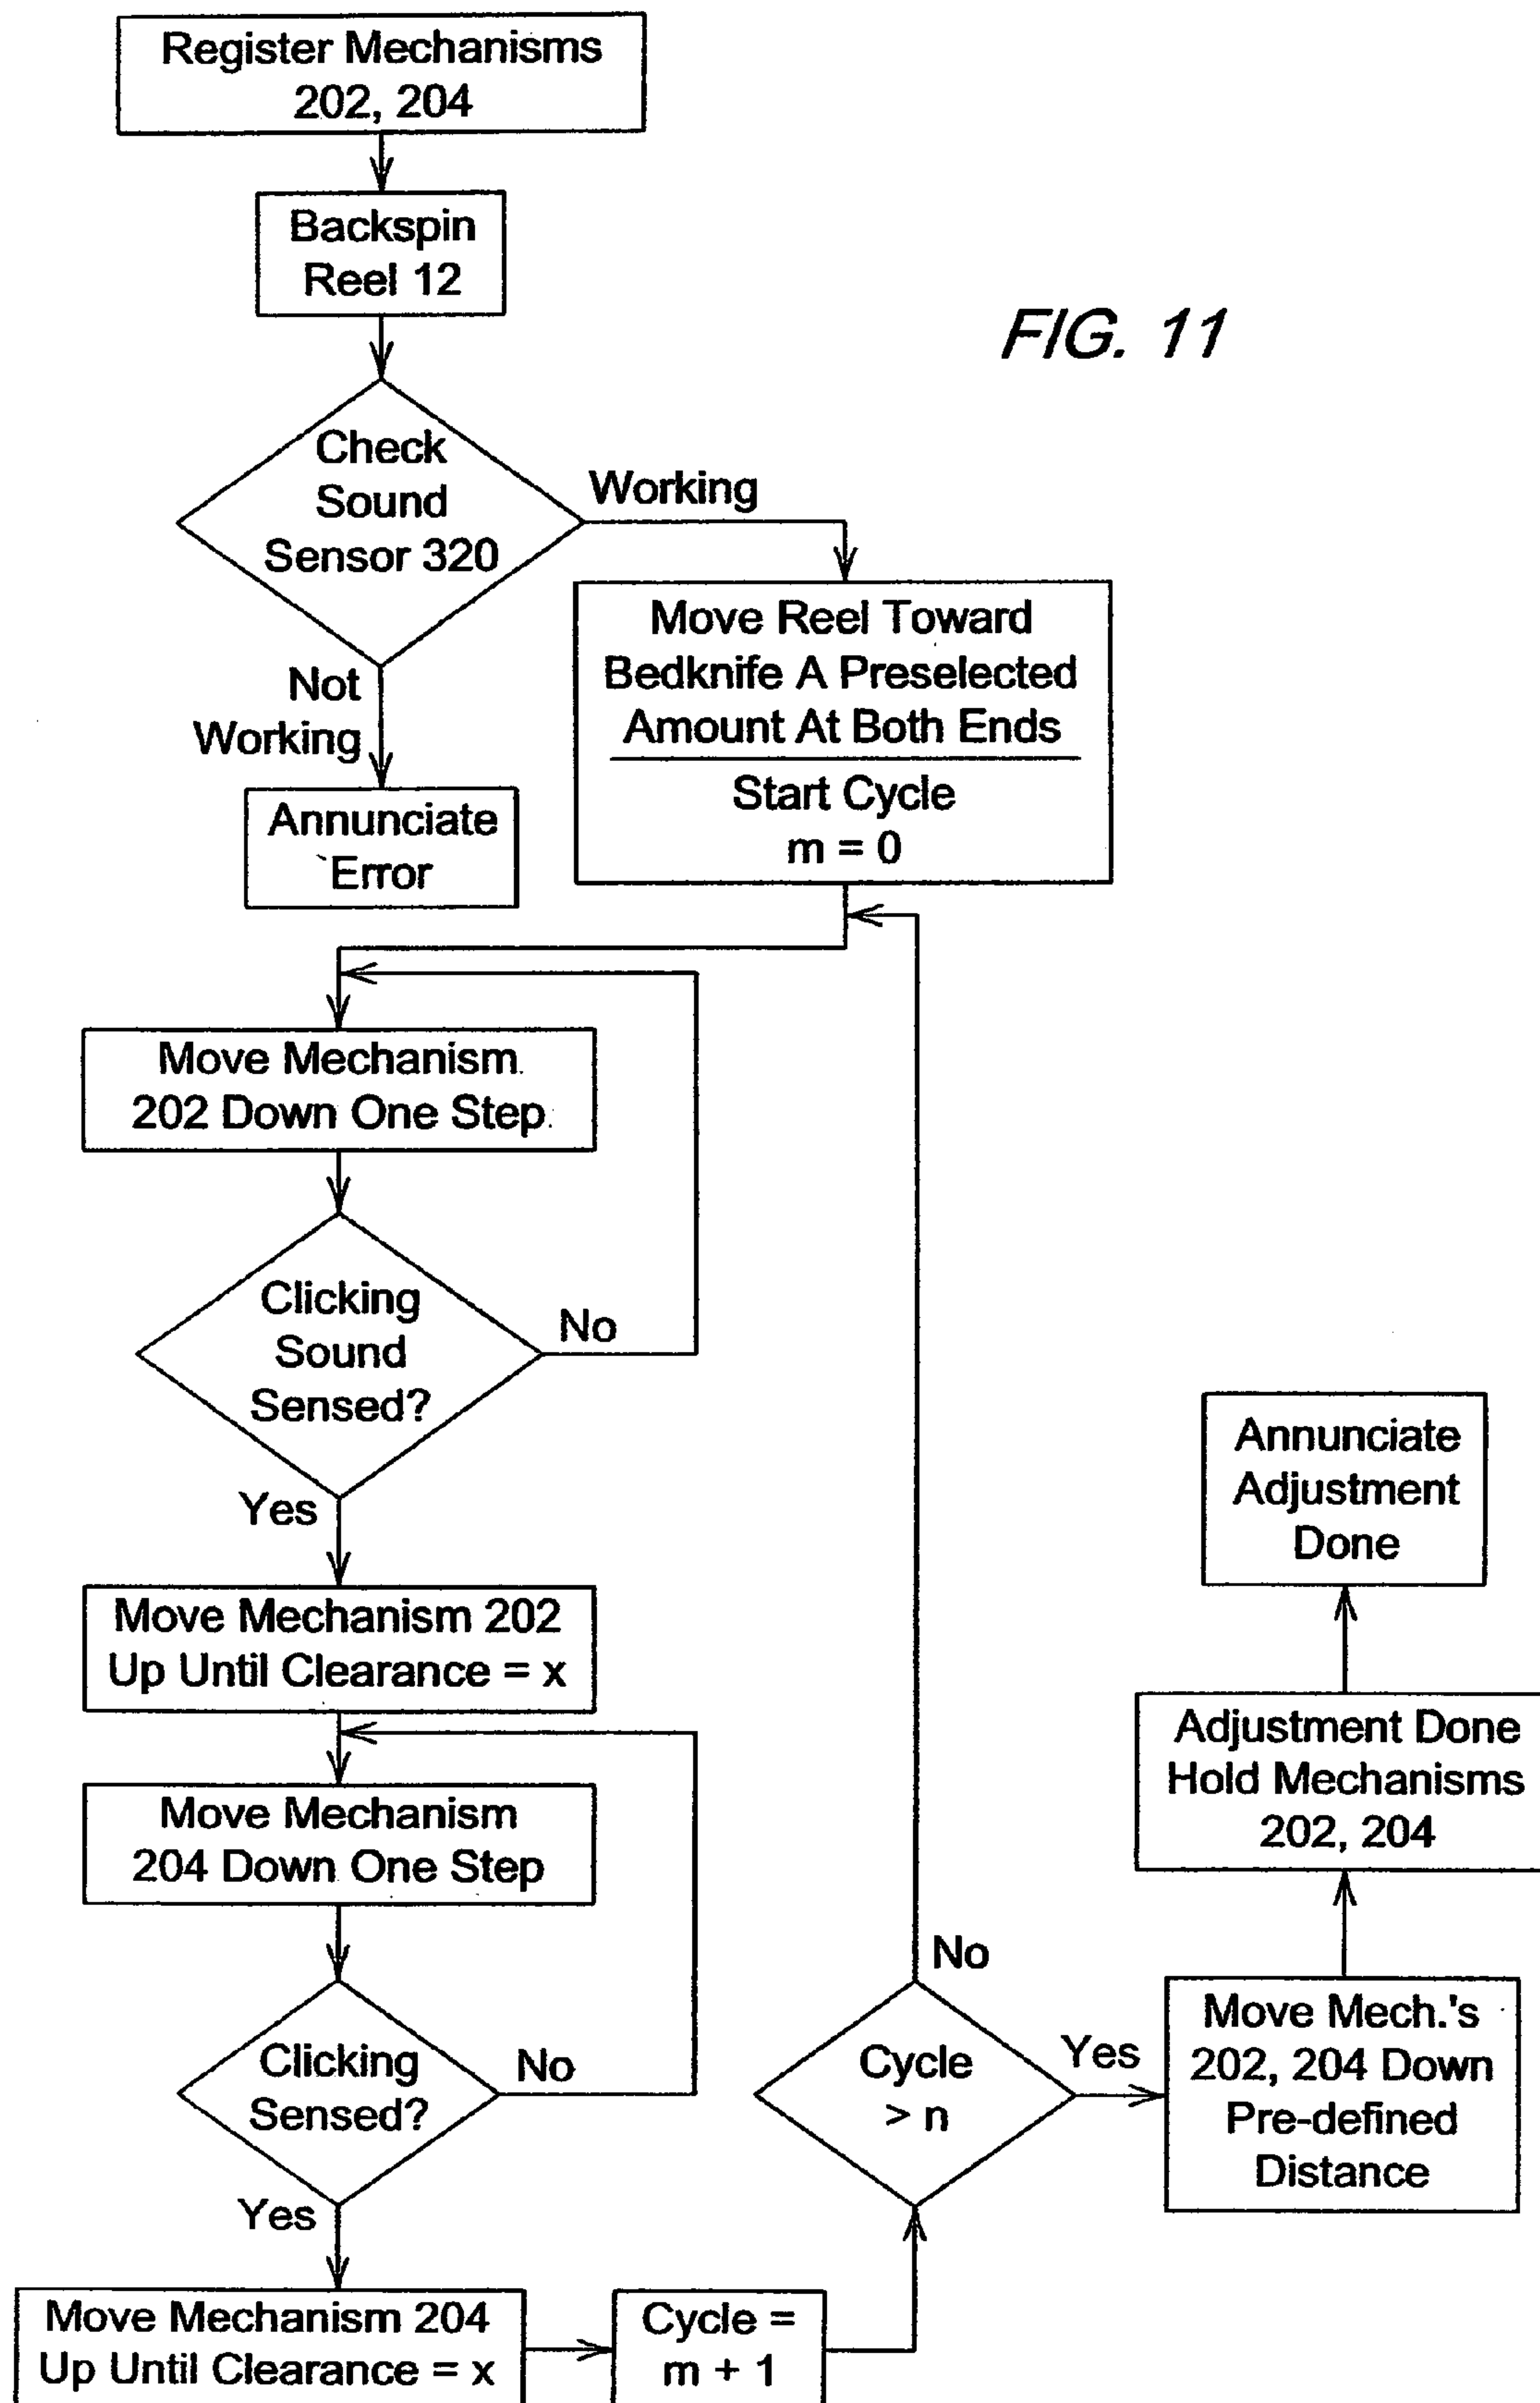 Register Mechanisms
202, 204
Backspin
Reel 12
FIG. 11
Check
Sound
Sensor 320
Working
Not
Working
Annunciate
Error
Move Reel Toward
Bedknife A Preselected
Amount At Both Ends
Start Cycle
m = 0
Move Mechanism
202 Down One Step
Clicking
Sound
Sensed?
No
Yes
Move Mechanism 202
Up Until Clearance = x
Move Mechanism
204 Down One Step
Clicking
Sensed?
No
Yes
Move Mechanism 204
Up Until Clearance = x
Cycle =
m + 1
Cycle
> n
No
Yes
Move Mech.'s
202, 204 Down
Pre-defined
Distance
Adjustment Done
Hold Mechanisms
202, 204
Annunciate
Adjustment
Done